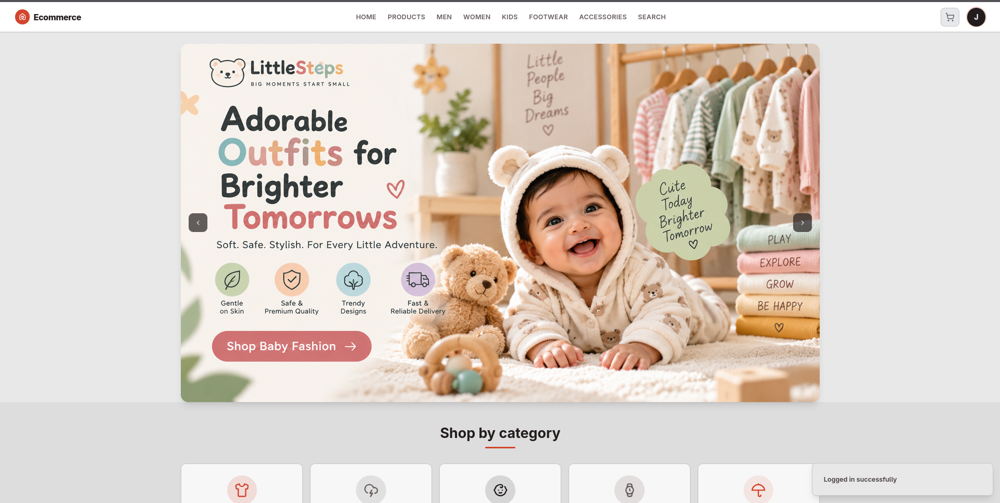 Ecommerce
HOME PRODUCTS MEN WOMEN KIDS FOOTWEAR ACCESSORIES SEARCH
J
LittleSteps
BIG MOMENTS START SMALL
Adorable
Outfits for
Brighter
Tomorrows
Soft. Safe. Stylish. For Every Little Adventure.
Gentle
on Skin
Safe &
Premium Quality
Trendy
Designs
Fast &
Reliable Delivery
Shop Baby Fashion
Little
People
Big
Dreams
Cute
Today
Brighter
Tomorrow
PLAY
EXPLORE
GROW
BE HAPPY
Shop by category
Logged in successfully